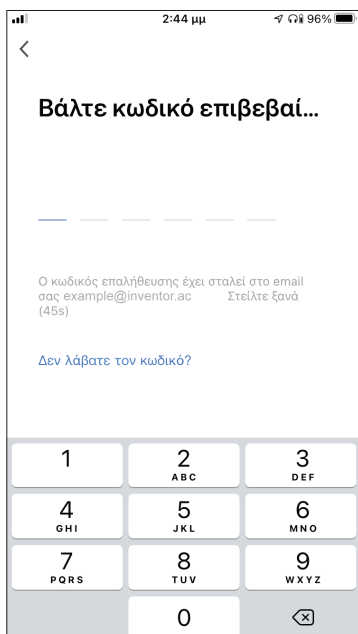 2:44 μμ 96%
Βάλτε κωδικό επιβεβαί...
Ο κωδικός επαλήθευσης έχει σταλεί στο email
σας example@inventor.ac Στείλτε ξανά
(45s)
Δεν λάβατε τον κωδικό?
1 2 3
ABC DEF
4 5 6
GHI JKL MNO
7 8 9
PQRS TUV WXYZ
0